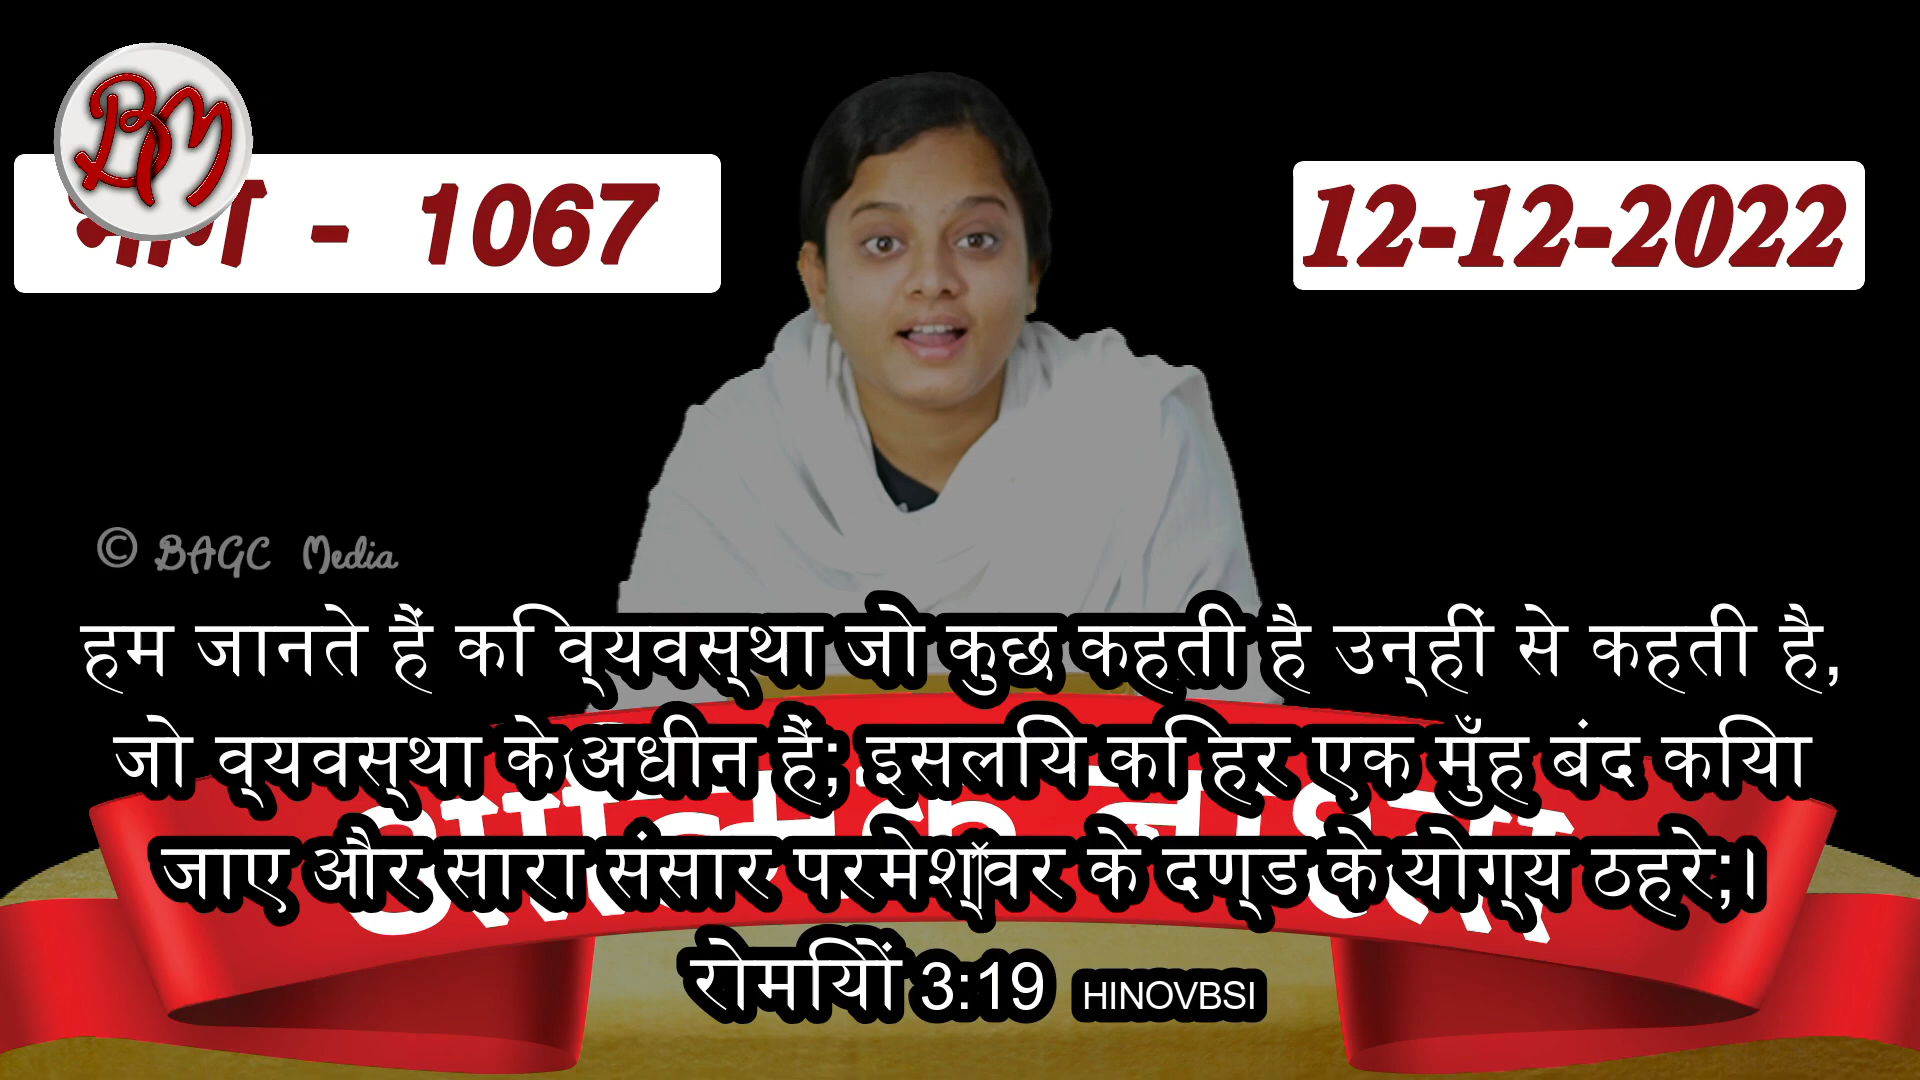 BM
भाग - 1067
12-12-2022
© BAGC Media
हम जानते हैं कि व्यवस्था जो कुछ कहती है उन्हीं से कहती है,
जो व्यवस्था के अधीन हैं; इसलिये कि हर एक मुँह बंद किया
जाए और सारा संसार परमेश्‍वर के दण्ड के योग्य ठहरे;।
रोमियों 3:19 HINOVBSI